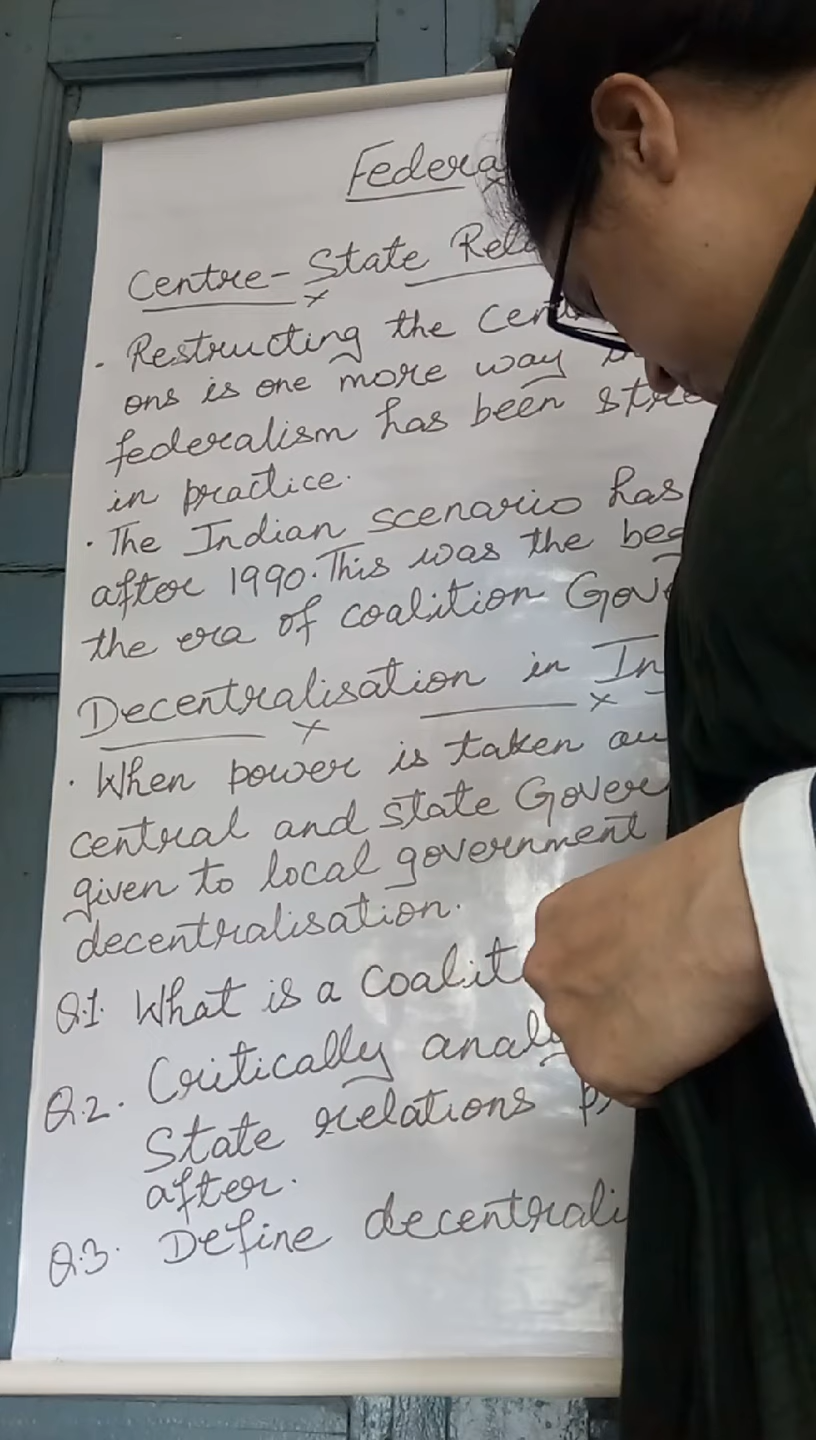 Federa
Centre- State Rel
· Restructing the Cen
ons is one more way
federalism has been stre
in practice.
· The Indian scenario has
after 1990. This was the beg
the era of coalition Gove
Decentralisation in In
· When power is taken
central and state Gover
given to local government
decentralisation.
Q.1. What is a Coalit
Q.2. Critically analy
State relations
after.
Q.3. Define decentrali